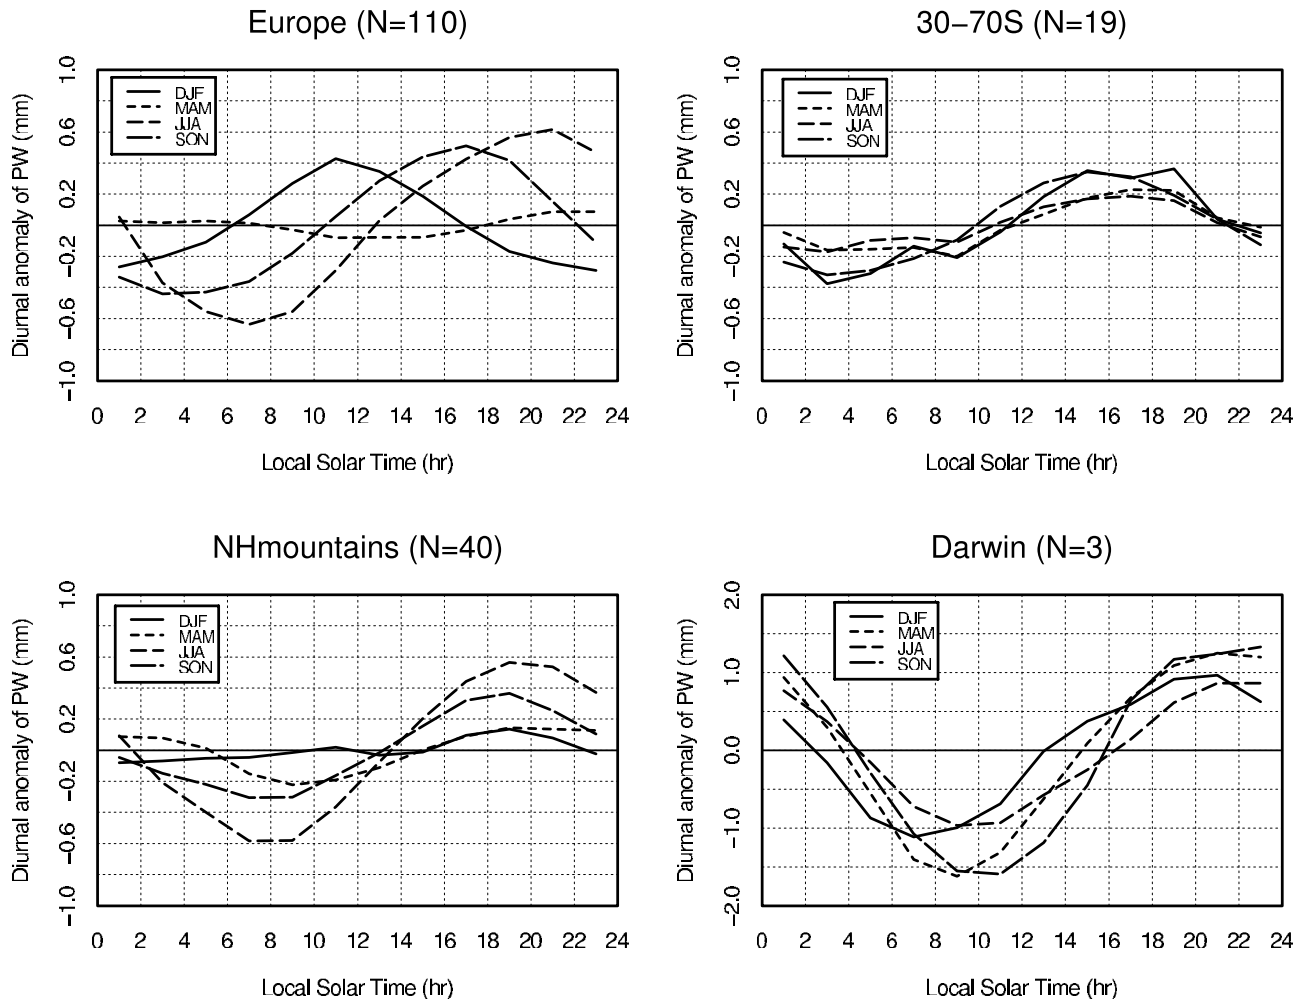 Europe (N=110)
Diurnal anomaly of PW (mm)
1.0
0.6
0.2
−0.2
−0.6
−1.0
DJF
MAM
JJA
SON
0 2 4 6 8 10 12 14 16 18 20 22 24
Local Solar Time (hr)
30−70S (N=19)
Diurnal anomaly of PW (mm)
1.0
0.6
0.2
−0.2
−0.6
−1.0
DJF
MAM
JJA
SON
0 2 4 6 8 10 12 14 16 18 20 22 24
Local Solar Time (hr)
NHmountains (N=40)
Diurnal anomaly of PW (mm)
1.0
0.6
0.2
−0.2
−0.6
−1.0
DJF
MAM
JJA
SON
0 2 4 6 8 10 12 14 16 18 20 22 24
Local Solar Time (hr)
Darwin (N=3)
Diurnal anomaly of PW (mm)
2.0
1.0
0.0
−1.0
−2.0
DJF
MAM
JJA
SON
0 2 4 6 8 10 12 14 16 18 20 22 24
Local Solar Time (hr)